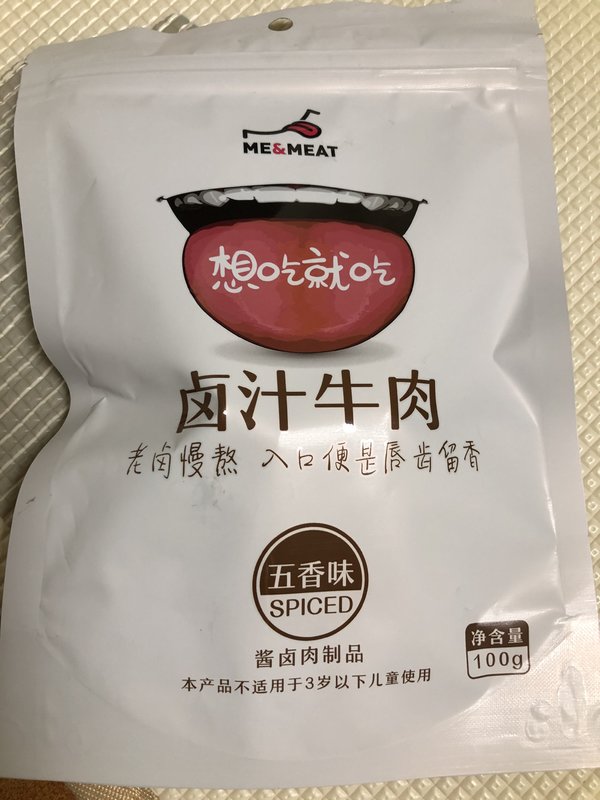 ME&MEAT
想吃就吃
卤汁牛肉
老卤慢熬 入口便是唇齿留香
五香味
SPICED
酱卤肉制品
本产品不适用于3岁以下儿童使用
净含量
100g